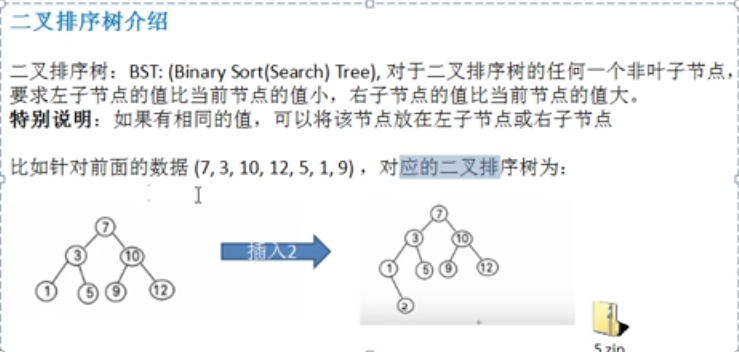 二叉排序树介绍
二叉排序树：BST: (Binary Sort(Search) Tree), 对于二叉排序树的任何一个非叶子节点，
要求左子节点的值比当前节点的值小，右子节点的值比当前节点的值大。
特别说明：如果有相同的值，可以将该节点放在左子节点或右子节点
比如针对前面的数据 (7, 3, 10, 12, 5, 1, 9) ，对应的二叉排序树为：
7
3 10
1 5 9 12
插入2
7
3 10
1 5 9 12
2
5.zip